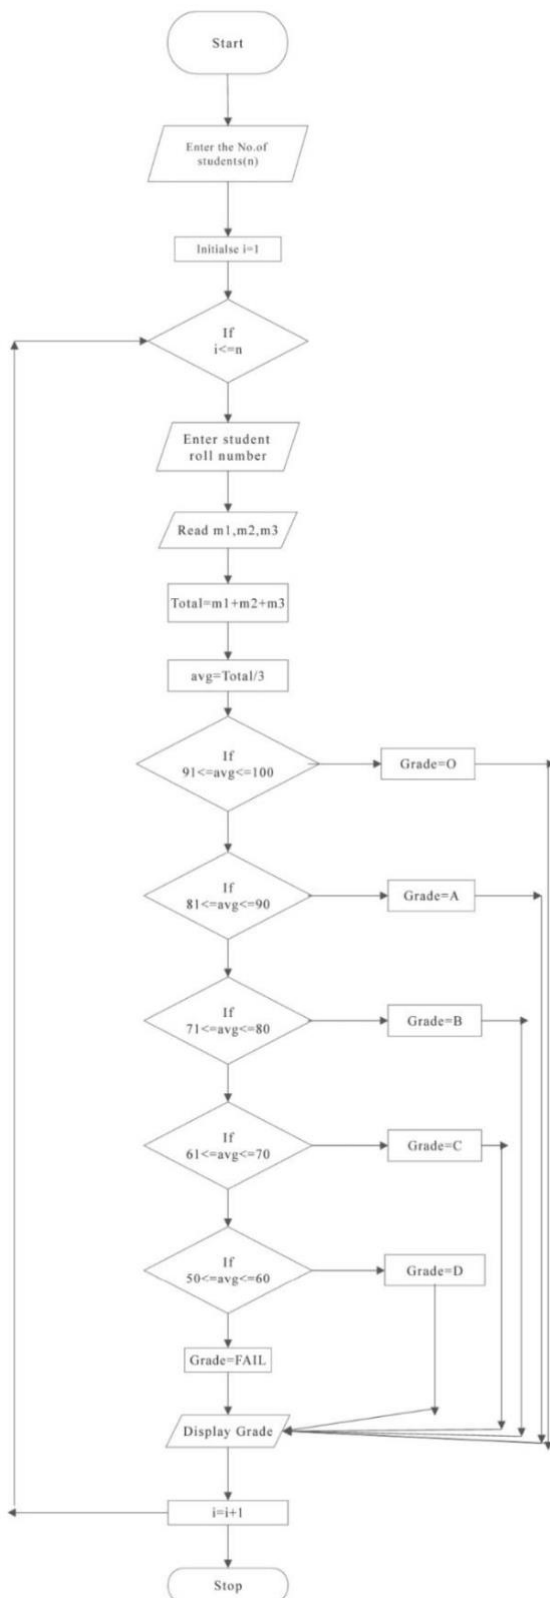 Start
Enter the No.of
students(n)
Initialse i=1
If
i<=n
Enter student
roll number
Read m1,m2,m3
Total=m1+m2+m3
avg=Total/3
If
91<=avg<=100
Grade=O
If
81<=avg<=90
Grade=A
If
71<=avg<=80
Grade=B
If
61<=avg<=70
Grade=C
If
50<=avg<=60
Grade=D
Grade=FAIL
Display Grade
i=i+1
Stop